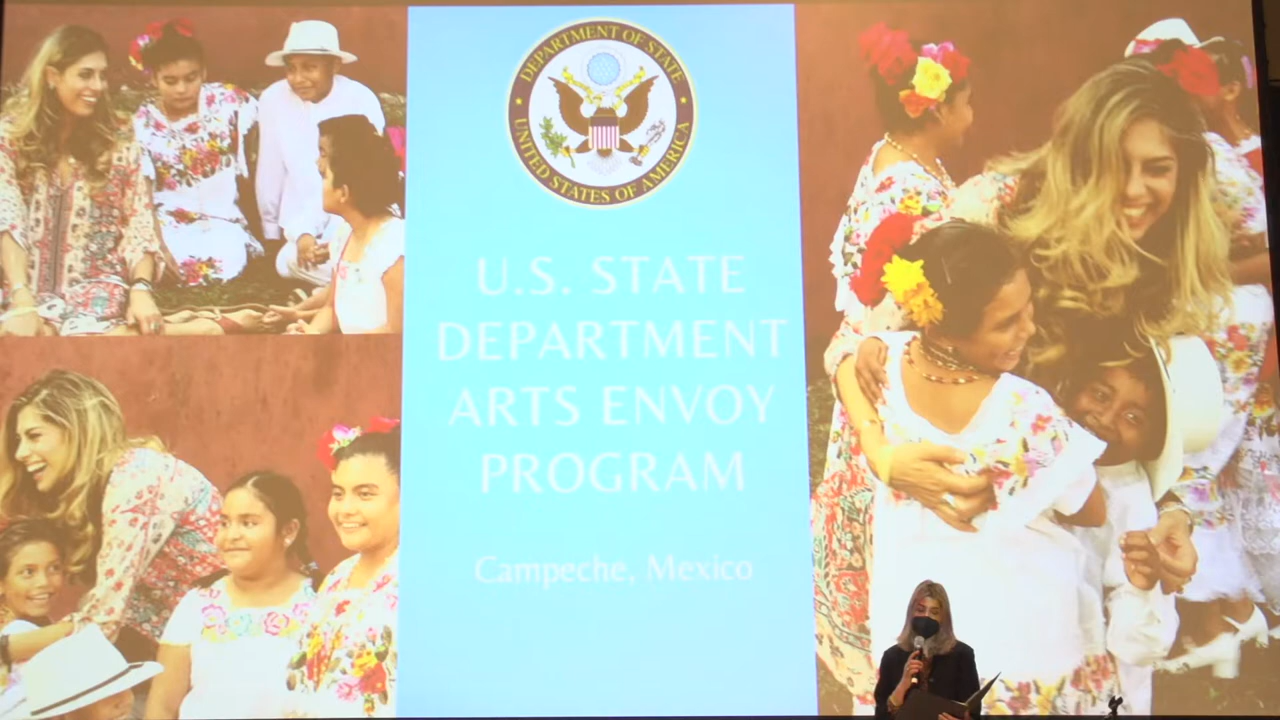 DEPARTMENT OF STATE
UNITED STATES OF AMERICA
U.S. STATE
DEPARTMENT
ARTS ENVOY
PROGRAM
Campeche, Mexico